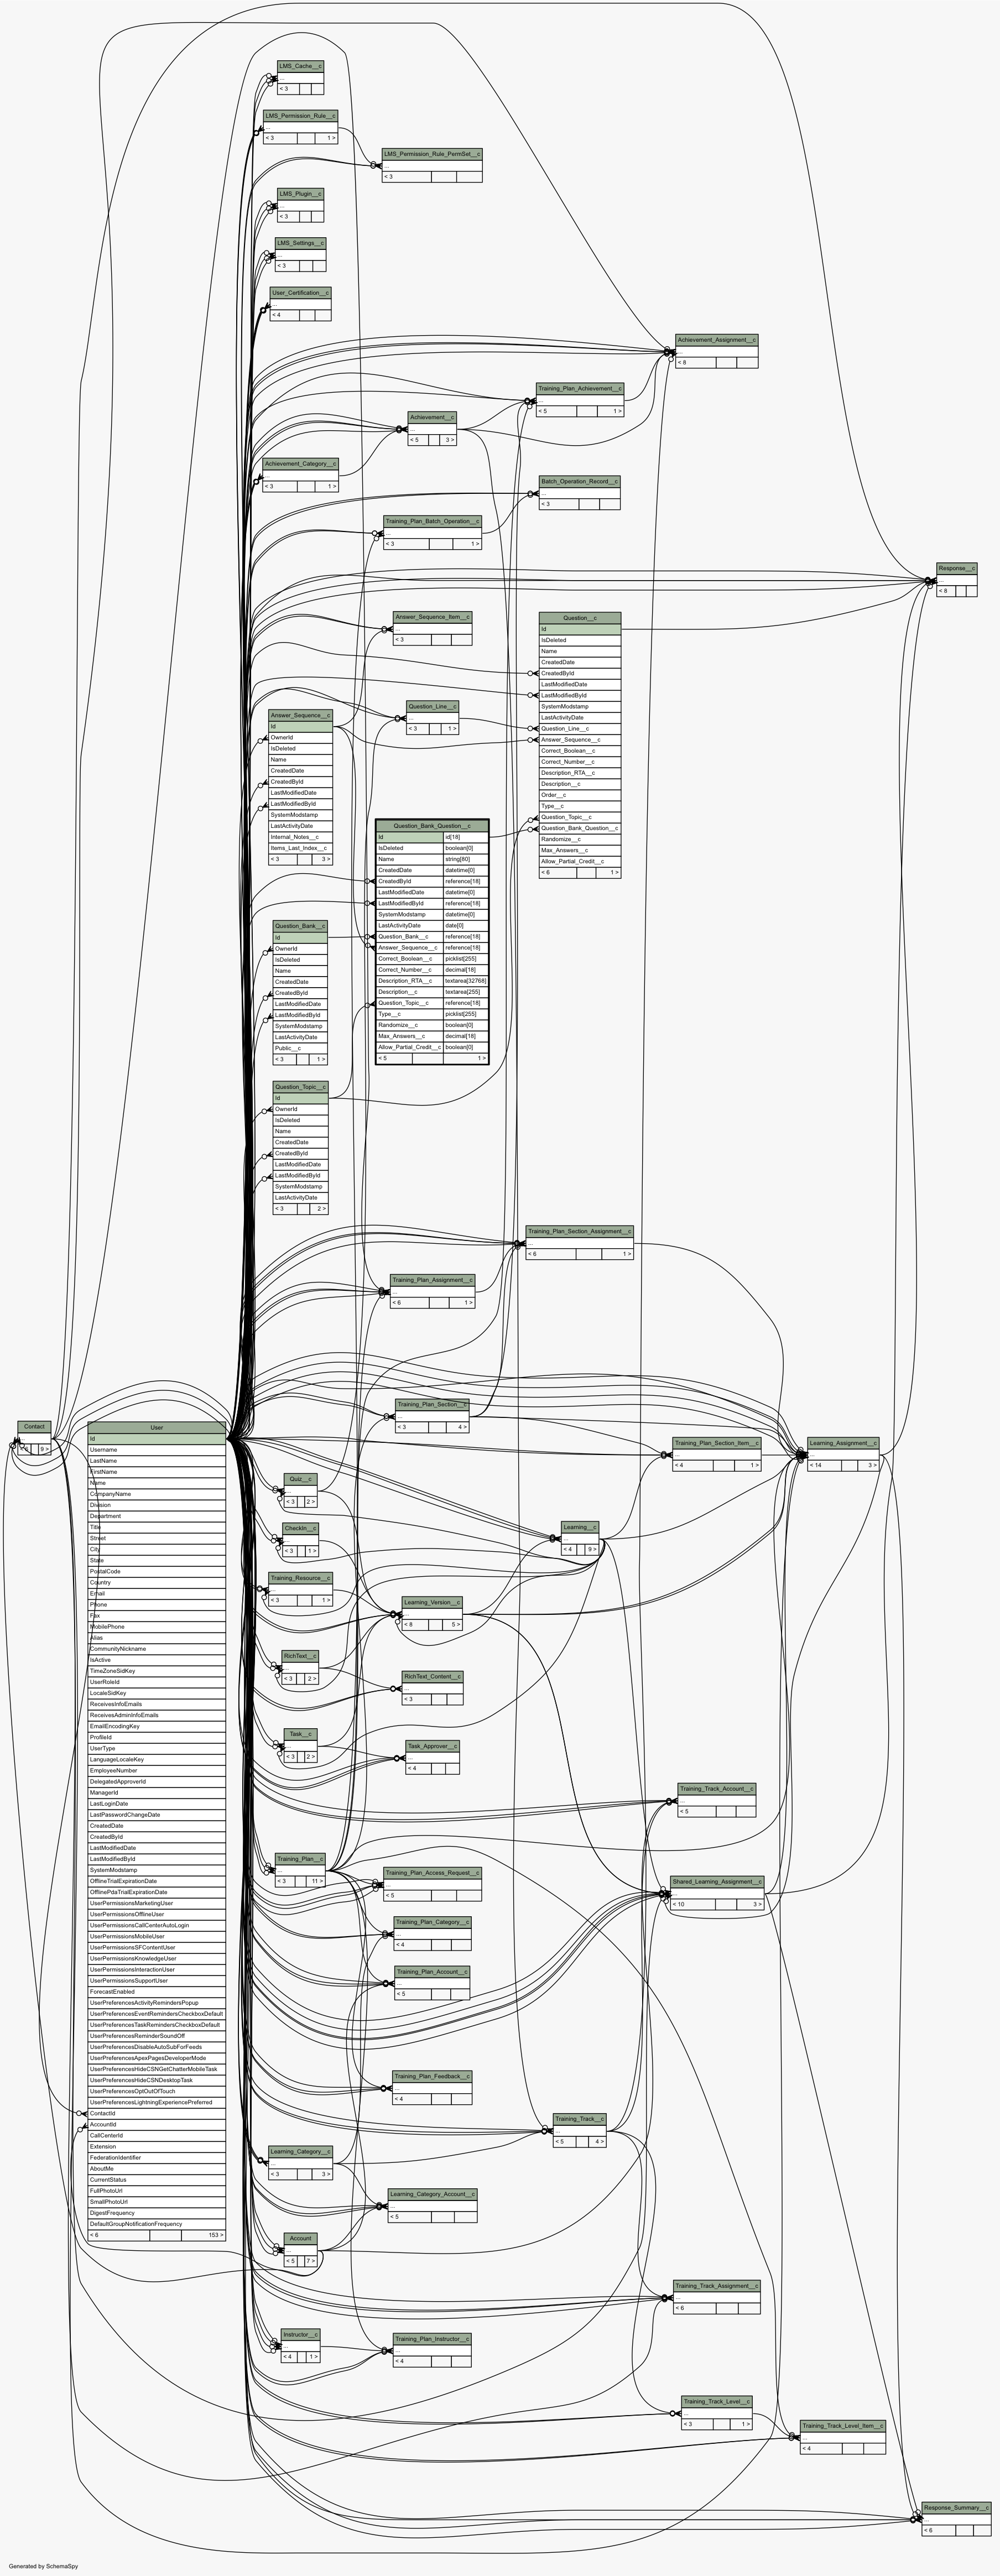 LMS_Cache__c
...
< 3
LMS_Permission_Rule__c
...
< 3 1 >
LMS_Permission_Rule_PermSet__c
...
< 3
LMS_Plugin__c
...
< 3
LMS_Settings__c
...
< 3
User_Certification__c
...
< 4
Achievement_Assignment__c
...
< 8
Training_Plan_Achievement__c
...
< 5 1 >
Achievement__c
...
< 5 3 >
Achievement_Category__c
...
< 3 1 >
Batch_Operation_Record__c
...
< 3
Training_Plan_Batch_Operation__c
...
< 3 1 >
Response__c
...
< 8
Answer_Sequence_Item__c
...
< 3
Question__c
Id
IsDeleted
Name
CreatedDate
CreatedById
LastModifiedDate
LastModifiedById
SystemModstamp
LastActivityDate
Question_Line__c
Answer_Sequence__c
Correct_Boolean__c
Correct_Number__c
Description_RTA__c
Description__c
Order__c
Type__c
Question_Topic__c
Question_Bank_Question__c
Randomize__c
Max_Answers__c
Allow_Partial_Credit__c
< 6 1 >
Question_Line__c
...
< 3 1 >
Answer_Sequence__c
Id
OwnerId
IsDeleted
Name
CreatedDate
CreatedById
LastModifiedDate
LastModifiedById
SystemModstamp
LastActivityDate
Internal_Notes__c
Items_Last_Index__c
< 3 3 >
Question_Bank_Question__c
Id id[18]
IsDeleted boolean[0]
Name string[80]
CreatedDate datetime[0]
CreatedById reference[18]
LastModifiedDate datetime[0]
LastModifiedById reference[18]
SystemModstamp datetime[0]
LastActivityDate date[0]
Question_Bank__c reference[18]
Answer_Sequence__c reference[18]
Correct_Boolean__c picklist[255]
Correct_Number__c decimal[18]
Description_RTA__c textarea[32768]
Description__c textarea[255]
Question_Topic__c reference[18]
Type__c picklist[255]
Randomize__c boolean[0]
Max_Answers__c decimal[18]
Allow_Partial_Credit__c boolean[0]
< 5 1 >
Question_Bank__c
Id
OwnerId
IsDeleted
Name
CreatedDate
CreatedById
LastModifiedDate
LastModifiedById
SystemModstamp
LastActivityDate
Public__c
< 3 1 >
Question_Topic__c
Id
OwnerId
IsDeleted
Name
CreatedDate
CreatedById
LastModifiedDate
LastModifiedById
SystemModstamp
LastActivityDate
< 3 2 >
Training_Plan_Section_Assignment__c
...
< 6 1 >
Training_Plan_Assignment__c
...
< 6 1 >
Training_Plan_Section__c
...
< 3 4 >
Training_Plan_Section_Item__c
...
< 4 1 >
Learning_Assignment__c
...
< 14 3 >
Contact
9 >
User
Id
Username
LastName
FirstName
Name
CompanyName
Division
Department
Title
Street
City
State
PostalCode
Country
Email
Phone
Fax
MobilePhone
Alias
CommunityNickname
IsActive
TimeZoneSidKey
UserRoleId
LocaleSidKey
ReceivesInfoEmails
ReceivesAdminInfoEmails
EmailEncodingKey
ProfileId
UserType
LanguageLocaleKey
EmployeeNumber
DelegatedApproverId
ManagerId
LastLoginDate
LastPasswordChangeDate
CreatedDate
CreatedById
LastModifiedDate
LastModifiedById
SystemModstamp
OfflineTrialExpirationDate
OfflinePdaTrialExpirationDate
UserPermissionsMarketingUser
UserPermissionsOfflineUser
UserPermissionsCallCenterAutoLogin
UserPermissionsMobileUser
UserPermissionsSFContentUser
UserPermissionsKnowledgeUser
UserPermissionsInteractionUser
UserPermissionsSupportUser
ForecastEnabled
UserPreferencesActivityRemindersPopup
UserPreferencesEventRemindersCheckboxDefault
UserPreferencesTaskRemindersCheckboxDefault
UserPreferencesReminderSoundOff
UserPreferencesDisableAutoSubForFeeds
UserPreferencesApexPagesDeveloperMode
UserPreferencesHideCSNGetChatterMobileTask
UserPreferencesHideCSNDesktopTask
UserPreferencesOptOutOfTouch
UserPreferencesLightningExperiencePreferred
ContactId
AccountId
CallCenterId
Extension
FederationIdentifier
AboutMe
CurrentStatus
FullPhotoUrl
SmallPhotoUrl
DigestFrequency
DefaultGroupNotificationFrequency
< 6 153 >
Quiz__c
...
< 3 2 >
CheckIn__c
...
< 3 1 >
Learning__c
...
< 4 9 >
Training_Resource__c
...
< 3 1 >
Learning_Version__c
...
< 8 5 >
RichText__c
...
< 3 2 >
RichText_Content__c
...
< 3
Task__c
...
< 3 2 >
Task_Approver__c
...
< 4
Training_Track_Account__c
...
< 5
Training_Plan__c
...
< 3 11 >
Training_Plan_Access_Request__c
...
< 5
Shared_Learning_Assignment__c
...
< 10 3 >
Training_Plan_Category__c
...
< 4
Training_Plan_Account__c
...
< 5
Training_Plan_Feedback__c
...
< 4
Training_Track__c
...
< 5 4 >
Learning_Category__c
...
< 3 3 >
Learning_Category_Account__c
...
< 5
Account
...
< 5 7 >
Training_Track_Assignment__c
...
< 6
Instructor__c
...
< 4 1 >
Training_Plan_Instructor__c
...
< 4
Training_Track_Level__c
...
< 3 1 >
Training_Track_Level_Item__c
...
< 4
Response_Summary__c
...
< 6
Generated by SchemaSpy